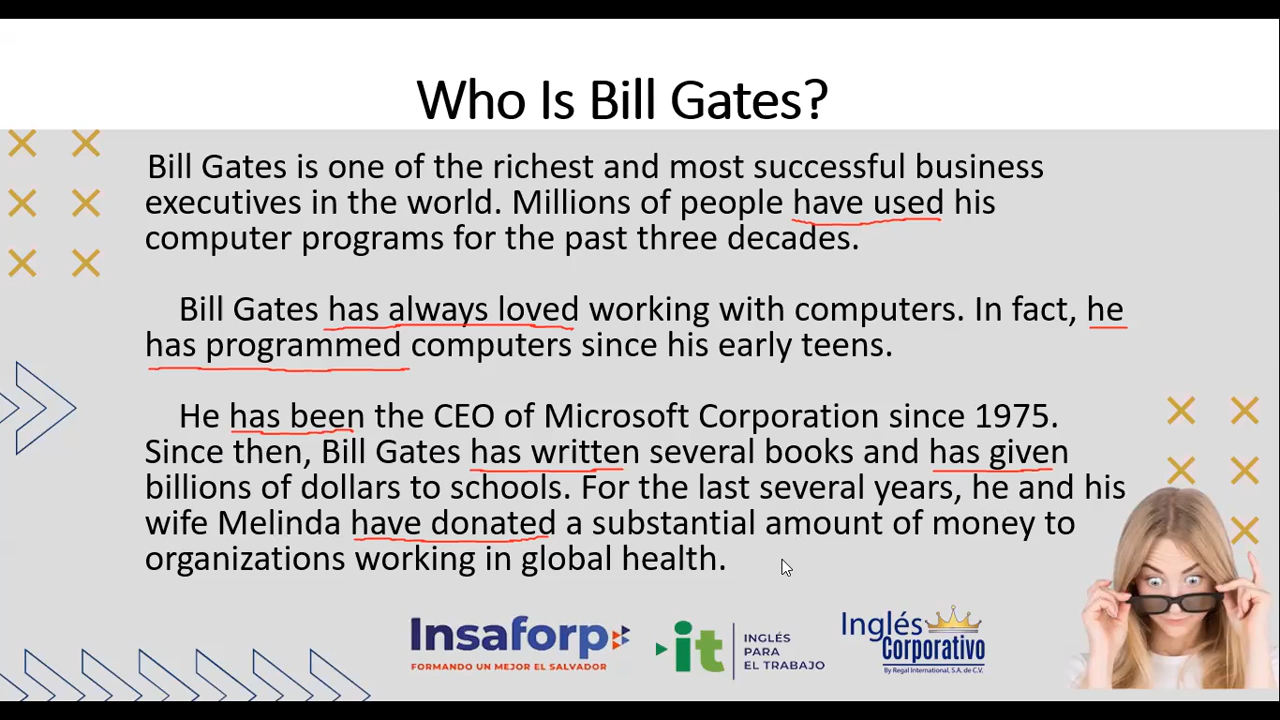 Who Is Bill Gates?
Bill Gates is one of the richest and most successful business
executives in the world. Millions of people have used his
computer programs for the past three decades.
Bill Gates has always loved working with computers. In fact, he
has programmed computers since his early teens.
He has been the CEO of Microsoft Corporation since 1975.
Since then, Bill Gates has written several books and has given
billions of dollars to schools. For the last several years, he and his
wife Melinda have donated a substantial amount of money to
organizations working in global health.
Insaforp
FORMANDO UN MEJOR EL SALVADOR
it
INGLÉS
PARA
EL TRABAJO
Inglés
Corporativo
By Regal International, S.A. de C.V.